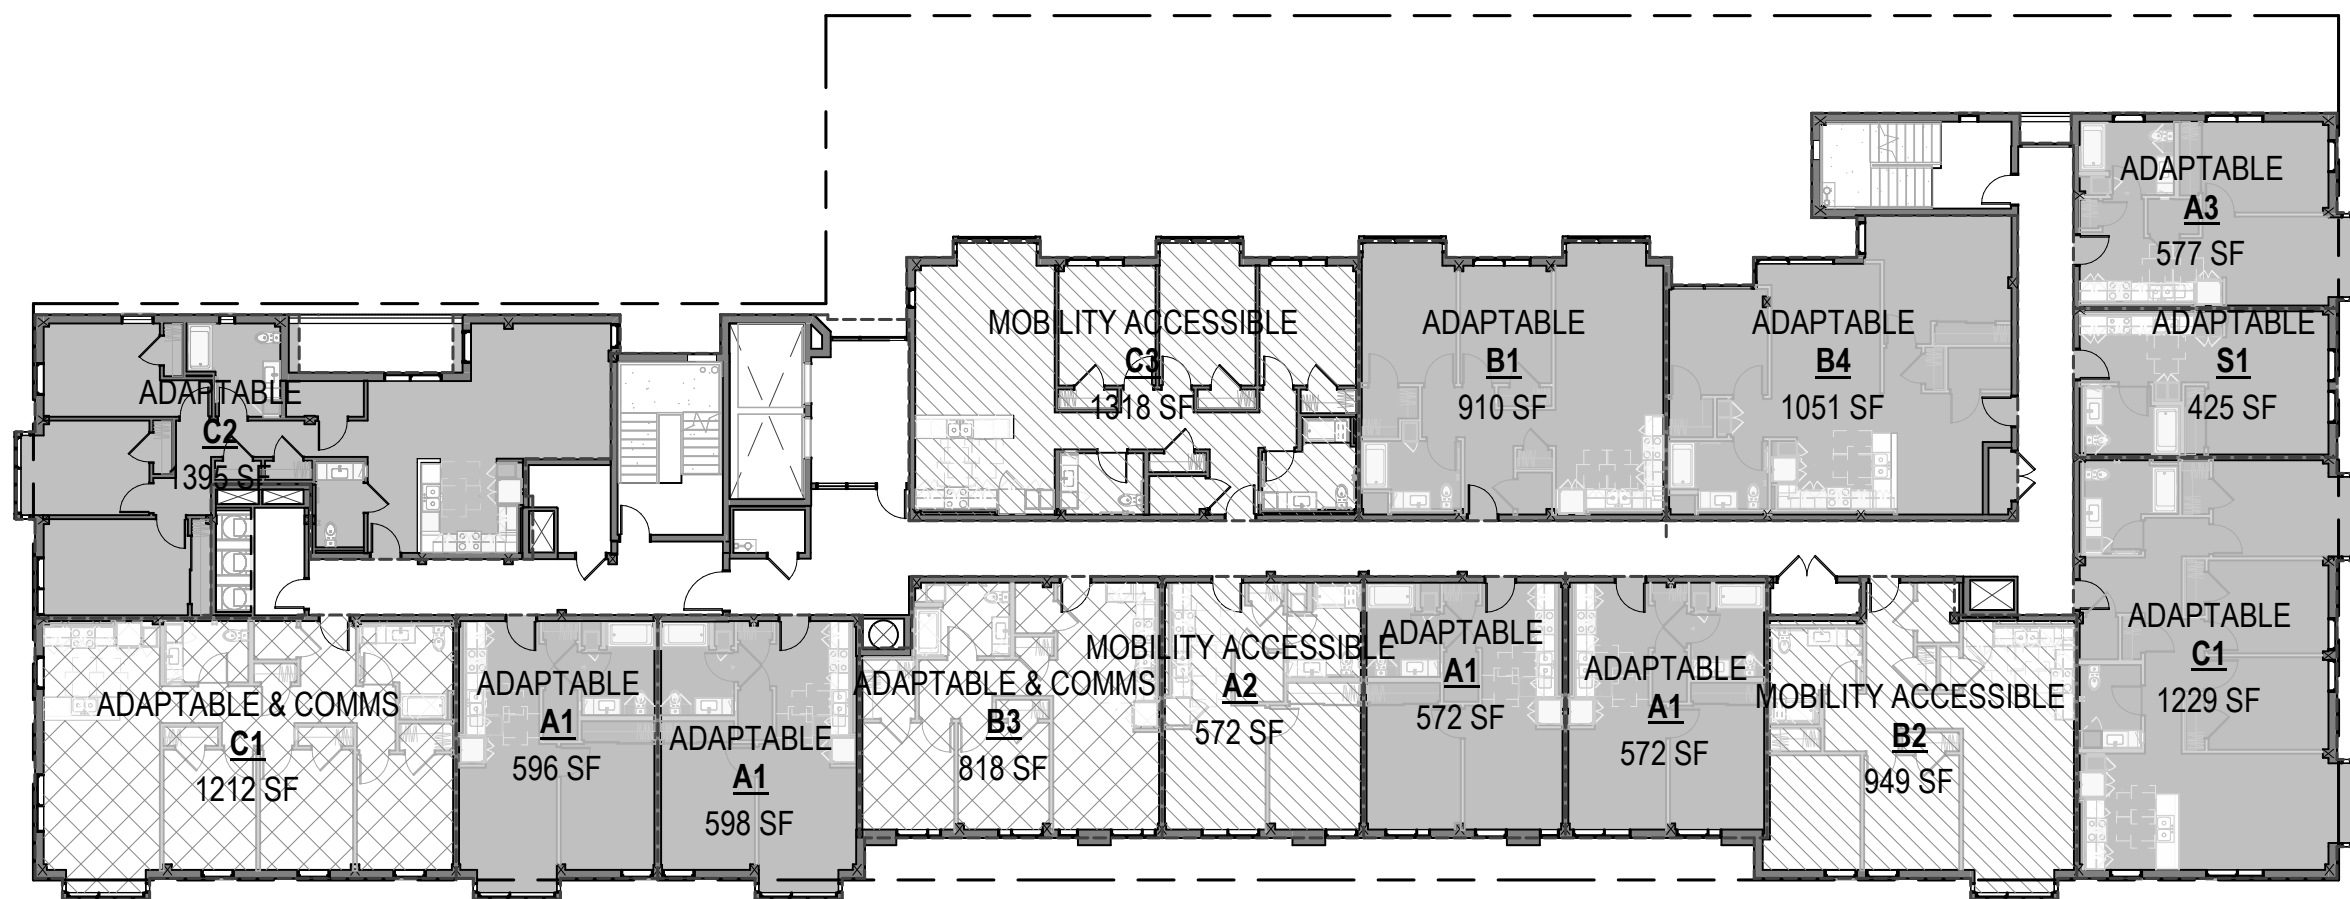 ADAPTABLE
A3
577 SF
MOBILITY ACCESSIBLE
C3
1318 SF
ADAPTABLE
B1
910 SF
ADAPTABLE
B4
1051 SF
ADAPTABLE
S1
425 SF
ADAPTABLE
C2
1395 SF
ADAPTABLE & COMMS
C1
1212 SF
ADAPTABLE
A1
596 SF
ADAPTABLE
A1
598 SF
ADAPTABLE & COMMS
B3
818 SF
MOBILITY ACCESSIBLE
A2
572 SF
ADAPTABLE
A1
572 SF
ADAPTABLE
A1
572 SF
MOBILITY ACCESSIBLE
B2
949 SF
ADAPTABLE
C1
1229 SF